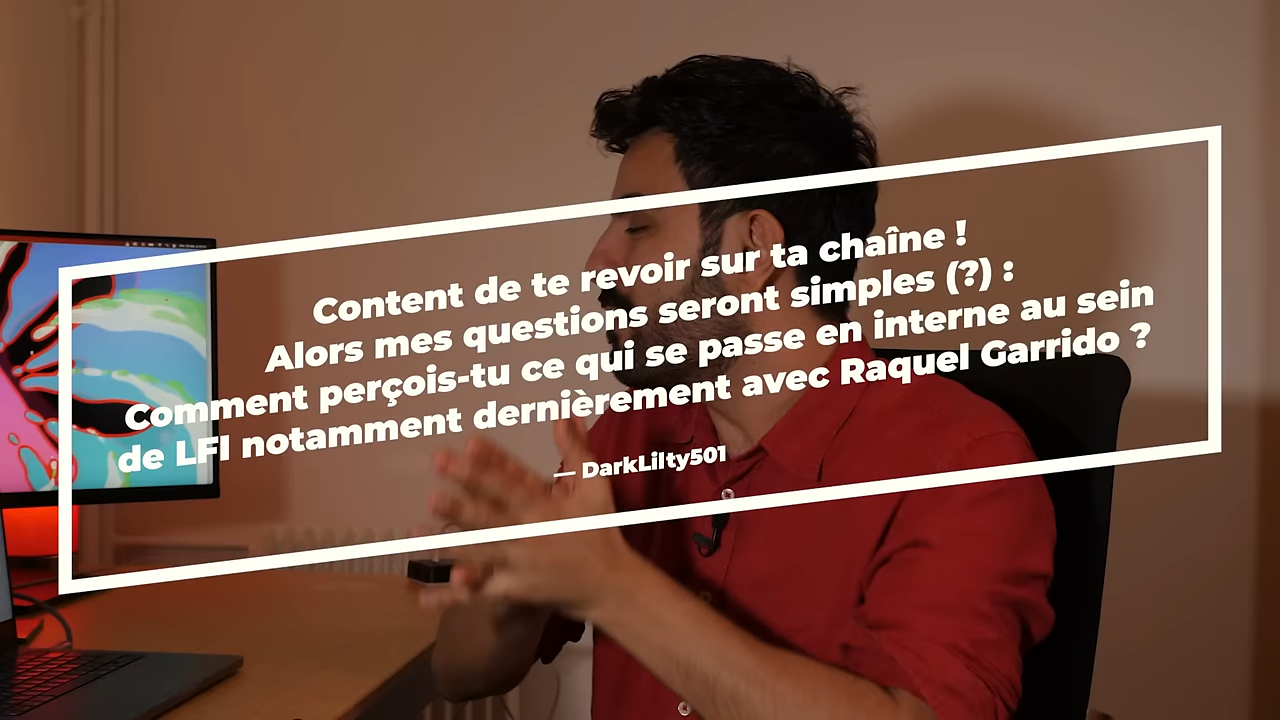 Content de te revoir sur ta chaîne !
Alors mes questions seront simples (?) :
Comment perçois-tu ce qui se passe en interne au sein
de LFI notamment dernièrement avec Raquel Garrido ?
— DarkLilty501